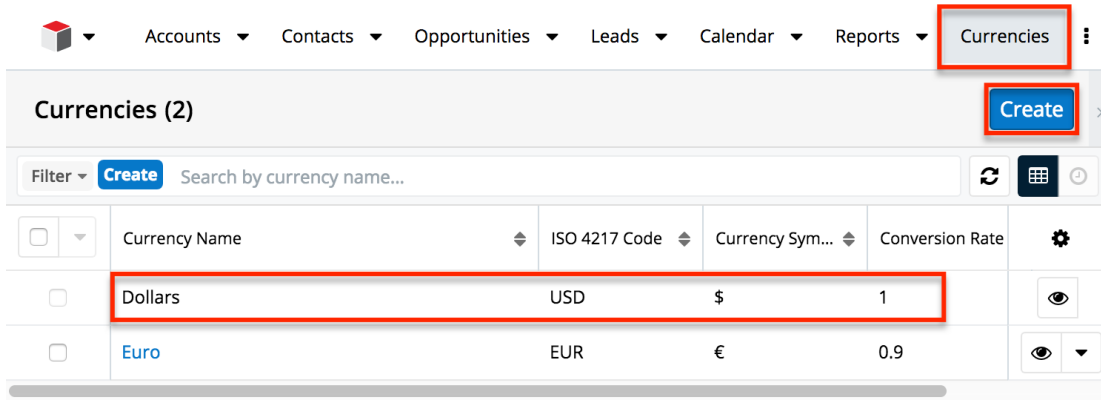 Accounts Contacts Opportunities Leads Calendar Reports Currencies
Currencies (2) Create
Filter Create Search by currency name...
Currency Name ISO 4217 Code Currency Sym... Conversion Rate
Dollars USD $ 1
Euro EUR € 0.9